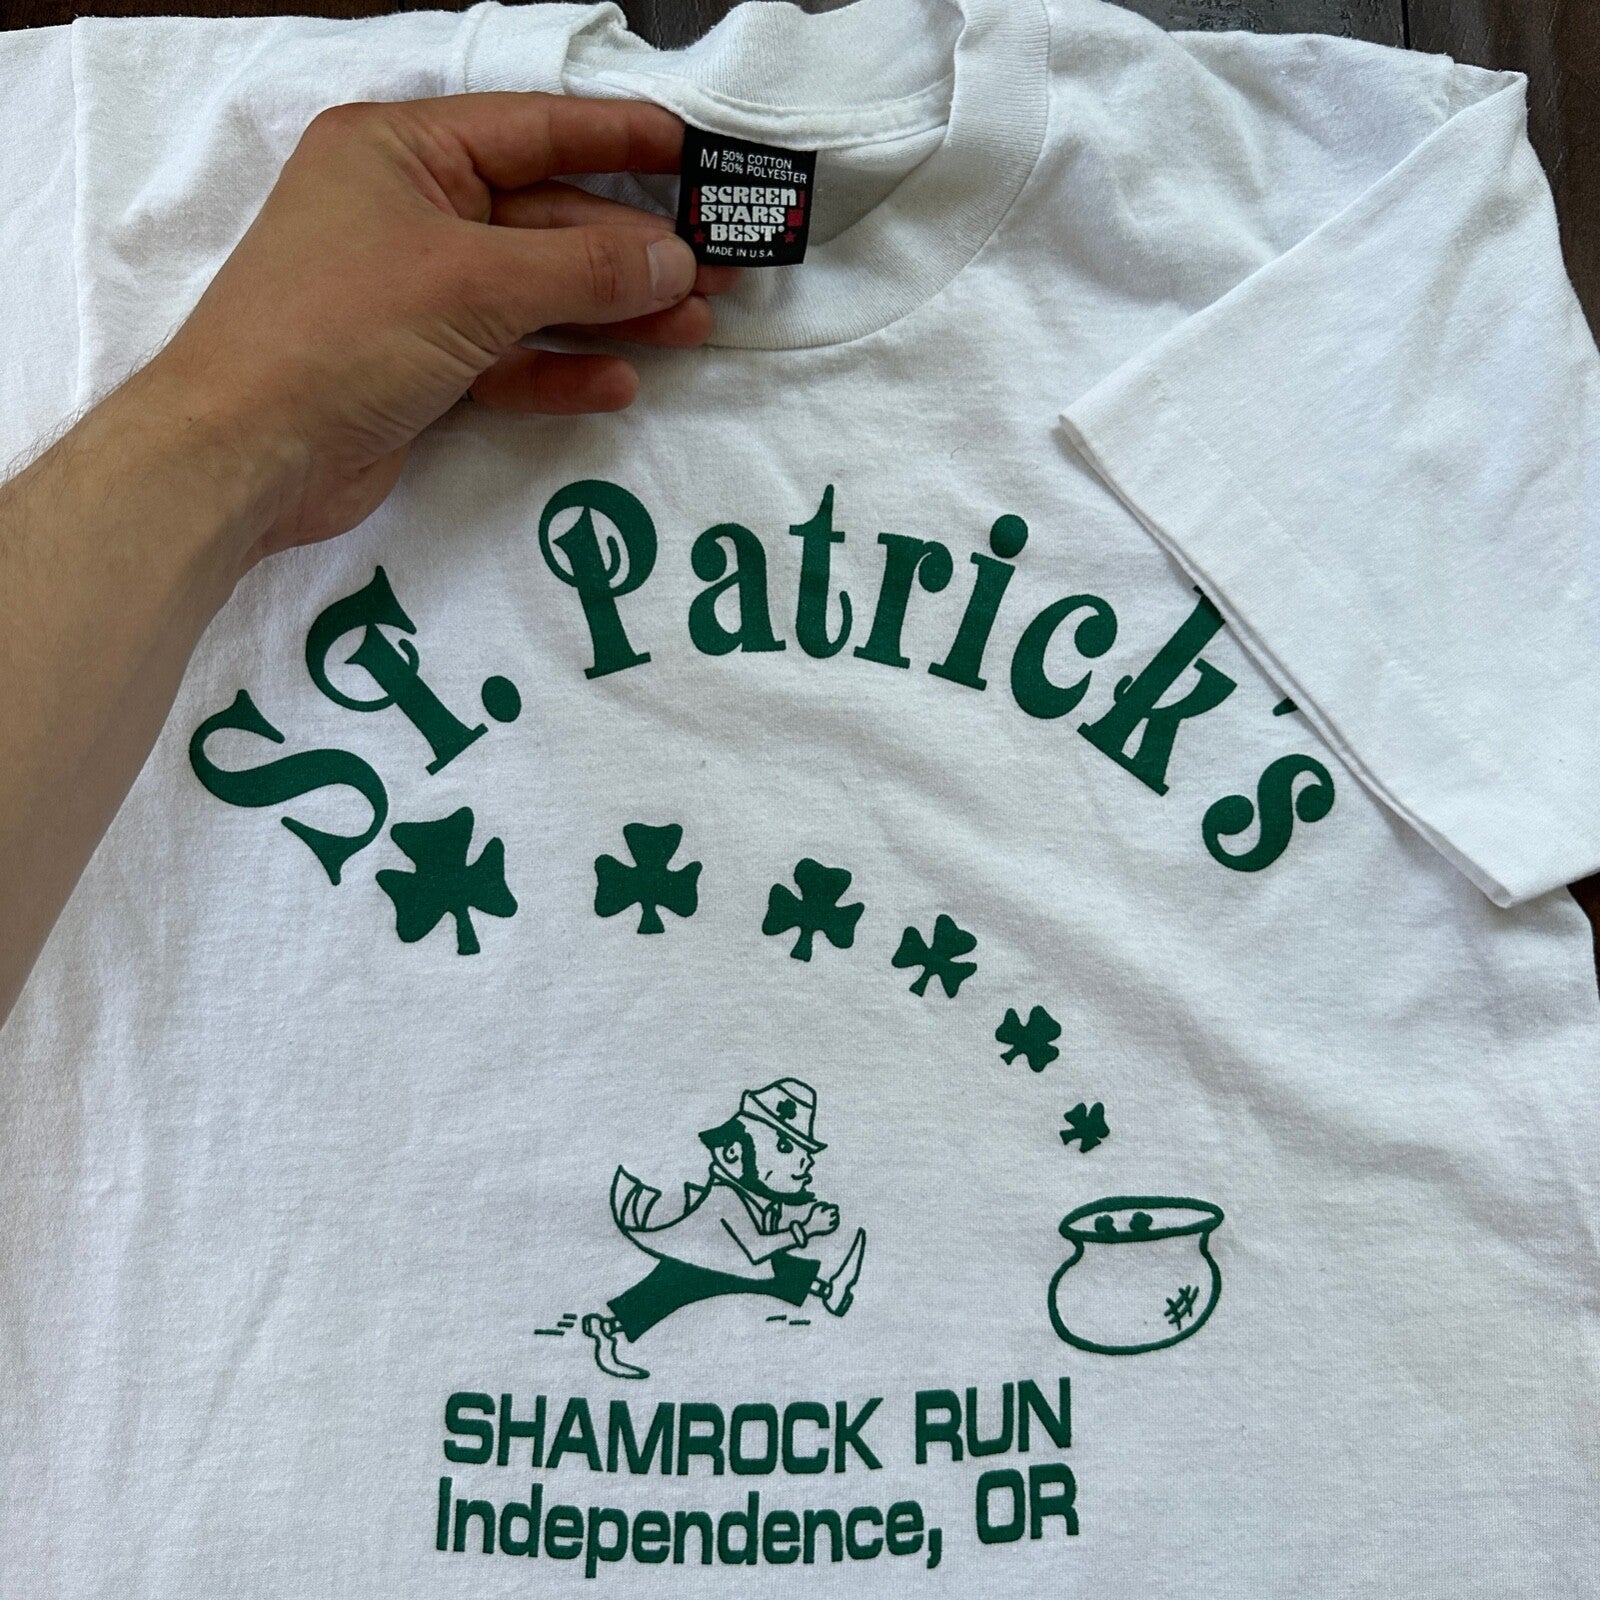 M 50% COTTON
50% POLYESTER
SCREEN
STARS
BEST®
MADE IN U.S.A.
St. Patrick's
SHAMROCK RUN
Independence, OR